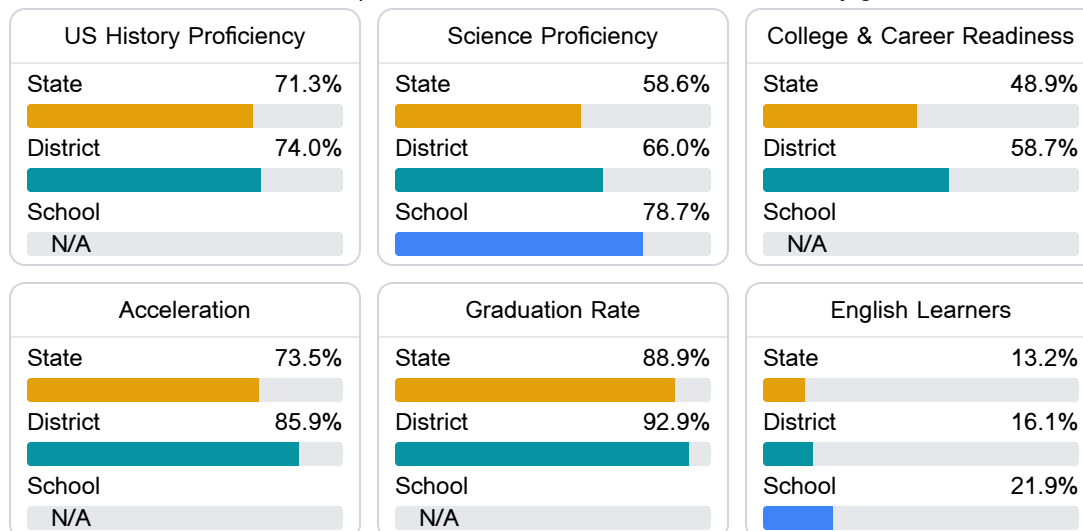 US History Proficiency
State 71.3%
District 74.0%
School
N/A
Science Proficiency
State 58.6%
District 66.0%
School 78.7%
College & Career Readiness
State 48.9%
District 58.7%
School
N/A
Acceleration
State 73.5%
District 85.9%
School
N/A
Graduation Rate
State 88.9%
District 92.9%
School
N/A
English Learners
State 13.2%
District 16.1%
School 21.9%